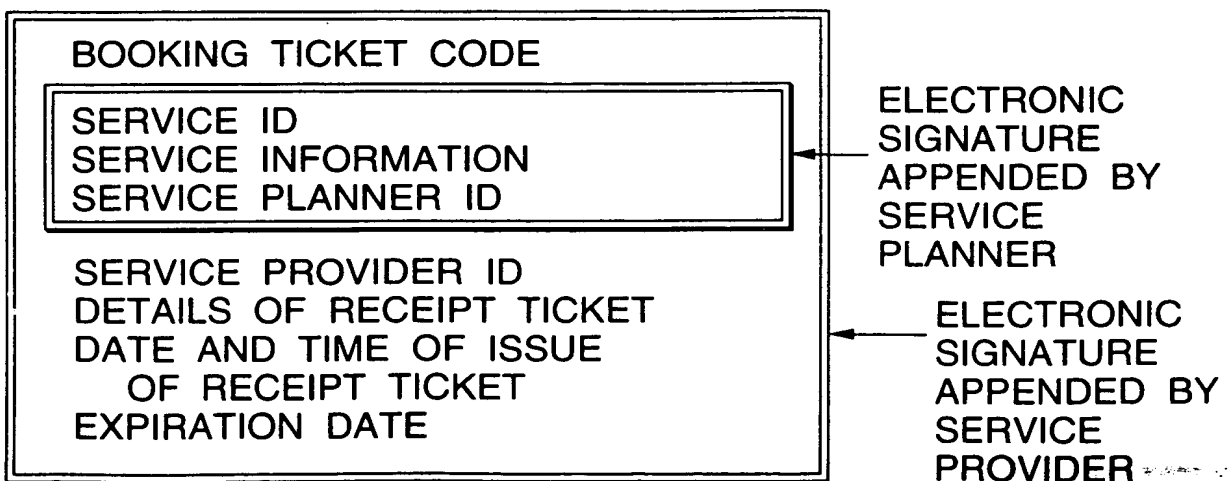 BOOKING TICKET CODE
SERVICE ID
SERVICE INFORMATION
SERVICE PLANNER ID
SERVICE PROVIDER ID
DETAILS OF RECEIPT TICKET
DATE AND TIME OF ISSUE
OF RECEIPT TICKET
EXPIRATION DATE
ELECTRONIC
SIGNATURE
APPENDED BY
SERVICE
PLANNER
ELECTRONIC
SIGNATURE
APPENDED BY
SERVICE
PROVIDER